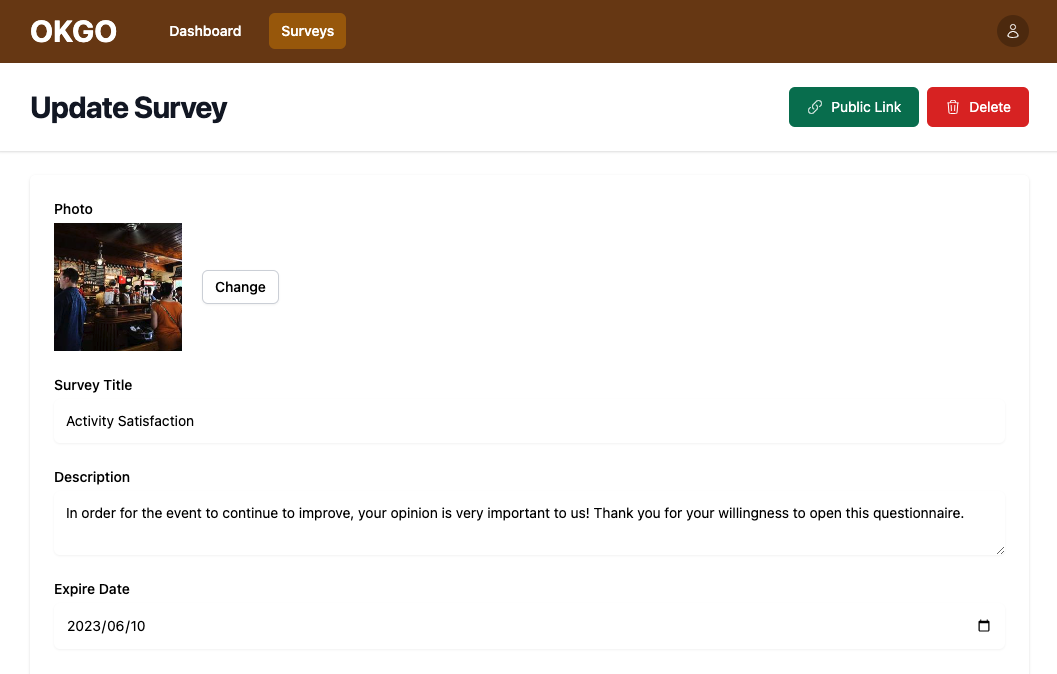 OKGO
Dashboard
Surveys
Update Survey
Public Link
Delete
Photo
Change
Survey Title
Activity Satisfaction
Description
In order for the event to continue to improve, your opinion is very important to us! Thank you for your willingness to open this questionnaire.
Expire Date
2023/06/10